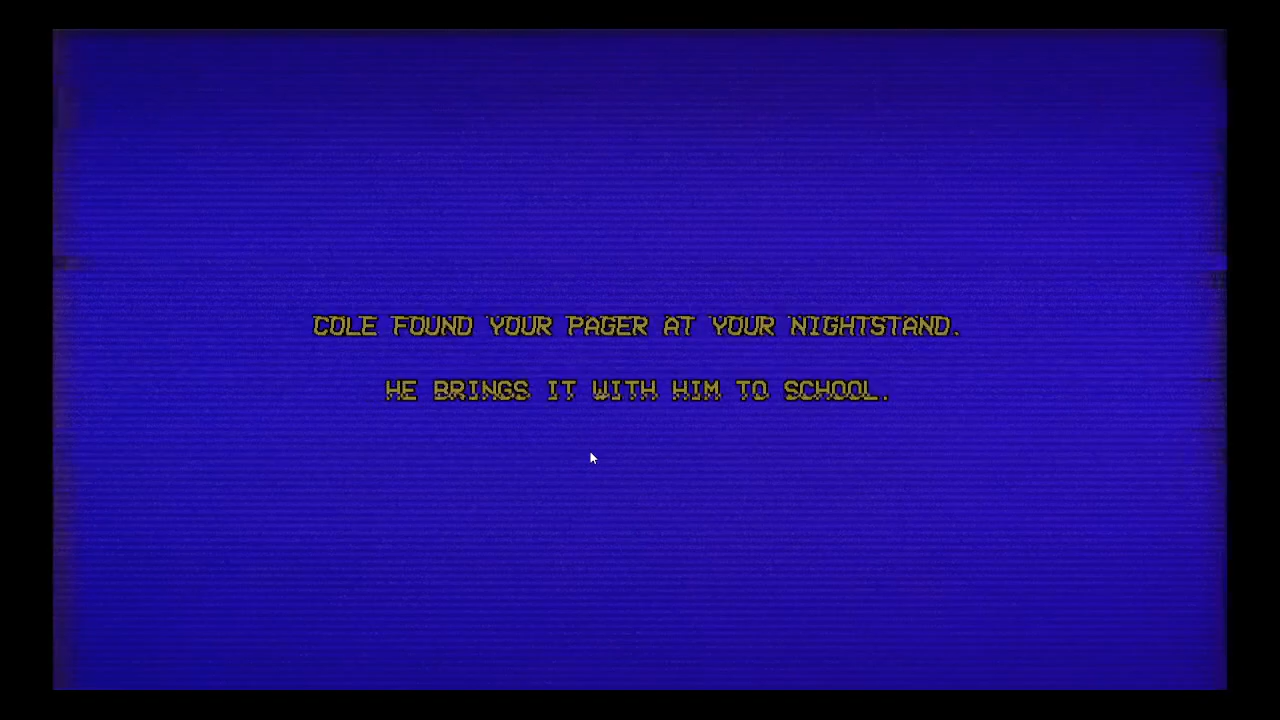 COLE FOUND YOUR PAGER AT YOUR NIGHTSTAND.
HE BRINGS IT WITH HIM TO SCHOOL.